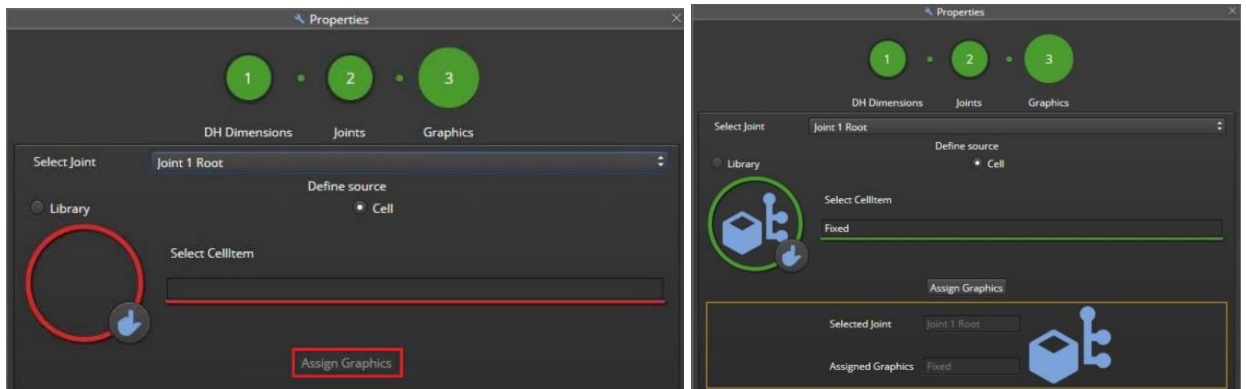 Properties
1 2 3
DH Dimensions Joints Graphics
Select Joint Joint 1 Root
Define source
Library Cell
Select CellItem
Assign Graphics
Properties
1 2 3
DH Dimensions Joints Graphics
Select Joint Joint 1 Root
Define source
Library Cell
Select CellItem
Fixed
Assign Graphics
Selected Joint Joint 1 Root
Assigned Graphics Fixed